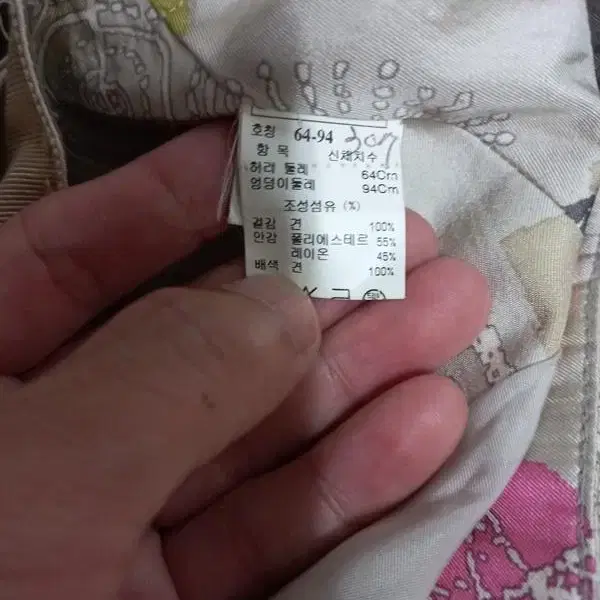 호칭 64-94 307
항 목 신체치수
허리 둘레 64Cm
엉덩이둘레 94Cm
조성섬유 (%)
겉감 견 100%
안감 폴리에스테르 55%
레이온 45%
배색 견 100%